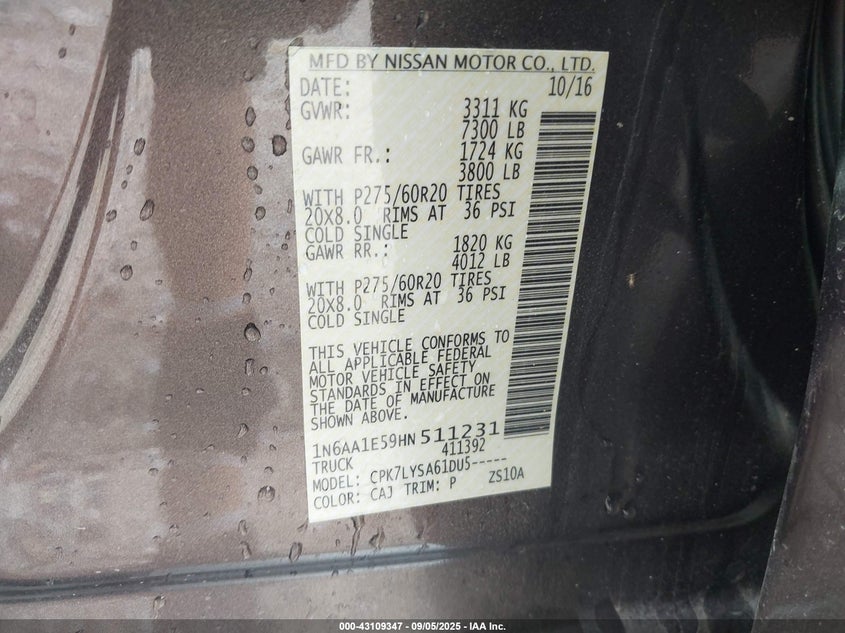 MFD BY NISSAN MOTOR CO., LTD.
DATE: 10/16
GVWR: 3311 KG
7300 LB
GAWR FR.: 1724 KG
3800 LB
WITH P275/60R20 TIRES
20X8.0 RIMS AT 36 PSI
COLD SINGLE
GAWR RR.: 1820 KG
4012 LB
WITH P275/60R20 TIRES
20X8.0 RIMS AT 36 PSI
COLD SINGLE
THIS VEHICLE CONFORMS TO
ALL APPLICABLE FEDERAL
MOTOR VEHICLE SAFETY
STANDARDS IN EFFECT ON
THE DATE OF MANUFACTURE
SHOWN ABOVE.
1N6AA1E59HN511231
TRUCK 411392
MODEL: CPK7LYSA61DU5-----
COLOR: CAJ TRIM: P ZS10A
000-43109347 - 09/05/2025 - IAA Inc.